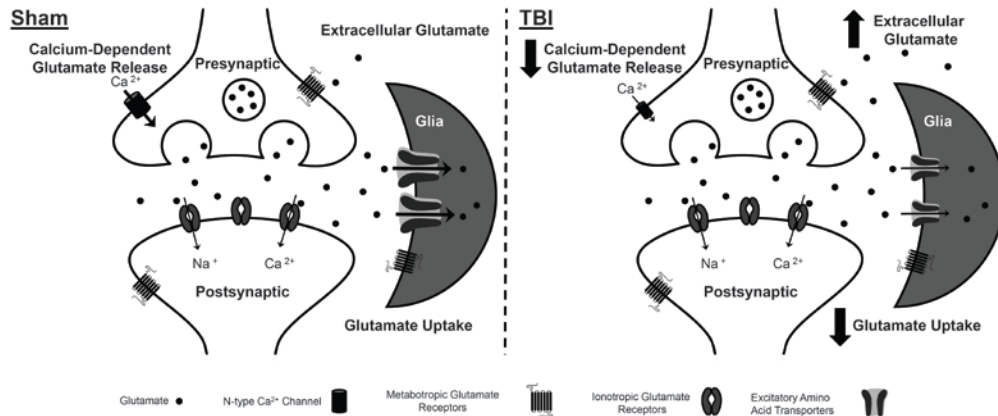 Sham
Calcium-Dependent
Glutamate Release
Ca 2+
Presynaptic
Extracellular Glutamate
Glia
Na +
Ca 2+
Postsynaptic
Glutamate Uptake
TBI
Calcium-Dependent
Glutamate Release
Ca 2+
Presynaptic
Extracellular
Glutamate
Glia
Na +
Ca 2+
Postsynaptic
Glutamate Uptake
Glutamate
N-type Ca2+ Channel
Metabotropic Glutamate
Receptors
Ionotropic Glutamate
Receptors
Excitatory Amino
Acid Transporters